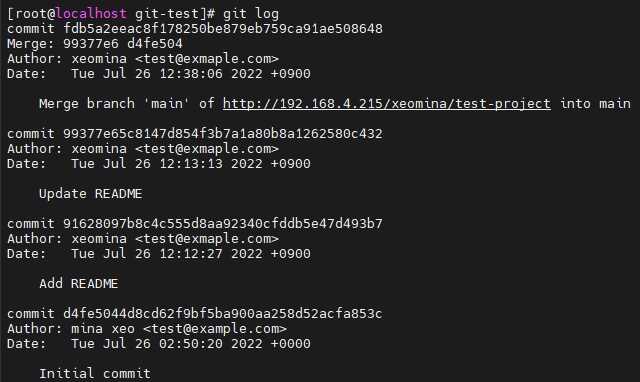 [root@localhost git-test]# git log
commit fdb5a2eeac8f178250be879eb759ca91ae508648
Merge: 99377e6 d4fe504
Author: xeomina <test@exmaple.com>
Date:   Tue Jul 26 12:38:06 2022 +0900
    Merge branch 'main' of http://192.168.4.215/xeomina/test-project into main
commit 99377e65c8147d854f3b7a1a80b8a1262580c432
Author: xeomina <test@exmaple.com>
Date:   Tue Jul 26 12:13:13 2022 +0900
    Update README
commit 91628097b8c4c555d8aa92340cfddb5e47d493b7
Author: xeomina <test@exmaple.com>
Date:   Tue Jul 26 12:12:27 2022 +0900
    Add README
commit d4fe5044d8cd62f9bf5ba900aa258d52acfa853c
Author: mina xeo <test@example.com>
Date:   Tue Jul 26 02:50:20 2022 +0000
    Initial commit